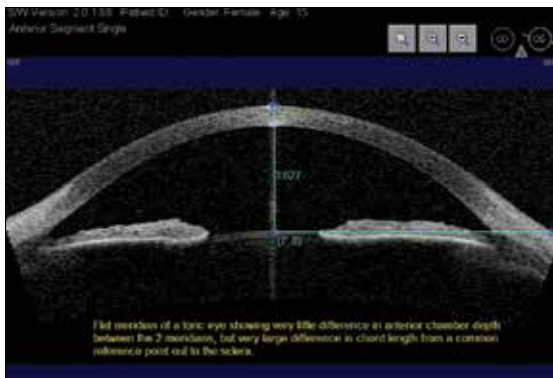 S/W Version: 2.0.1.88 Patient ID: Gender: Female Age: 15
Anterior Segment Single
OD
OS
3.627
Flat meridian of a toric eye showing very little difference in anterior chamber depth
between the 2 meridians, but very large difference in chord length from a common
reference point out to the sclera.